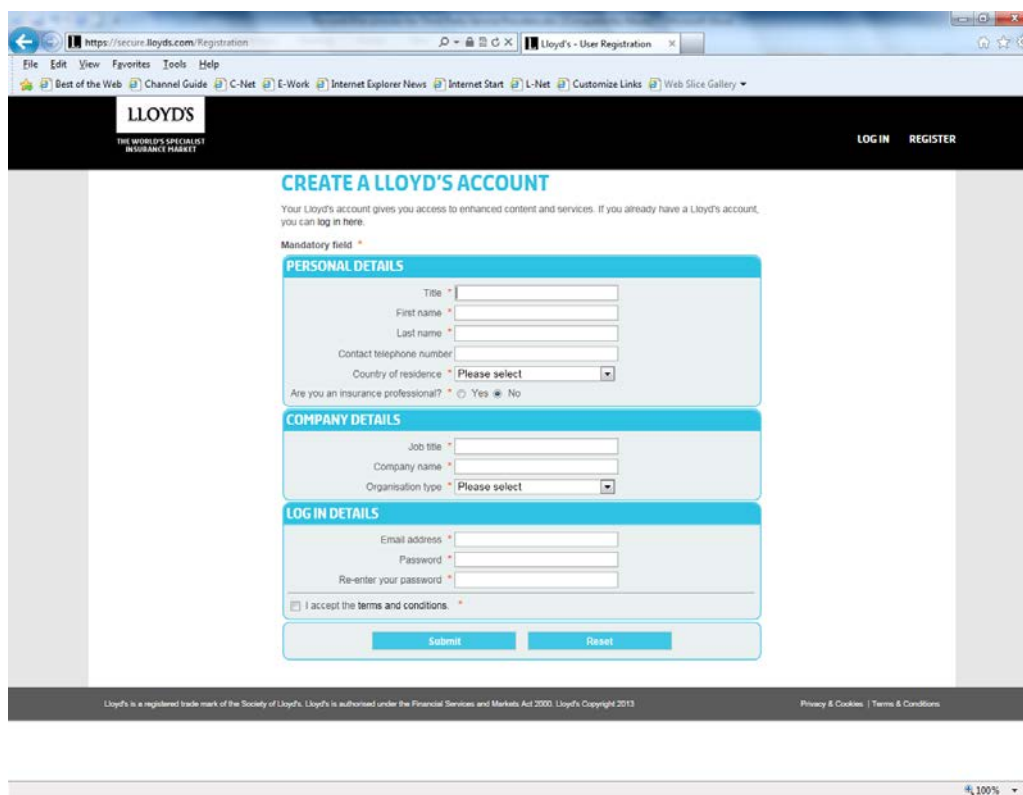 https://secure.lloyds.com/Registration
Lloyd's - User Registration
File Edit View Favorites Tools Help
Best of the Web Channel Guide C-Net E-Work Internet Explorer News Internet Start L-Net Customize Links Web Slice Gallery
LLOYD'S
THE WORLD'S SPECIALIST
INSURANCE MARKET
LOG IN REGISTER
CREATE A LLOYD'S ACCOUNT
Your Lloyd's account gives you access to enhanced content and services. If you already have a Lloyd's account,
you can log in here.
Mandatory field *
PERSONAL DETAILS
Title *
First name *
Last name *
Contact telephone number
Country of residence * Please select
Are you an insurance professional? * Yes No
COMPANY DETAILS
Job title *
Company name *
Organisation type * Please select
LOG IN DETAILS
Email address *
Password *
Re-enter your password *
I accept the terms and conditions. *
Submit Reset
Lloyd's is a registered trade mark of the Society of Lloyd's. Lloyd's is authorised under the Financial Services and Markets Act 2000. Lloyd's Copyright 2013 Privacy & Cookies | Terms & Conditions
100%